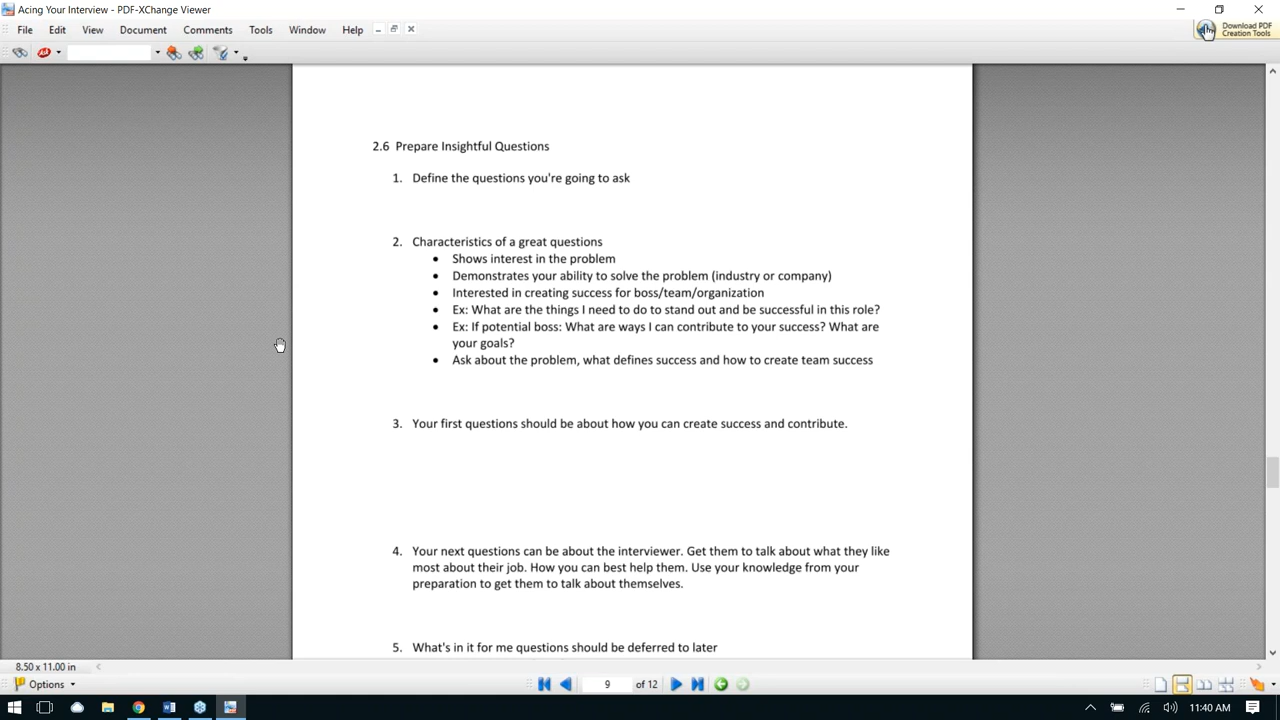 Acing Your Interview - PDF-XChange Viewer
File Edit View Document Comments Tools Window Help
Download PDF
Creation Tools
2.6 Prepare Insightful Questions
1. Define the questions you're going to ask
2. Characteristics of a great questions
• Shows interest in the problem
• Demonstrates your ability to solve the problem (industry or company)
• Interested in creating success for boss/team/organization
• Ex: What are the things I need to do to stand out and be successful in this role?
• Ex: If potential boss: What are ways I can contribute to your success? What are
your goals?
• Ask about the problem, what defines success and how to create team success
3. Your first questions should be about how you can create success and contribute.
4. Your next questions can be about the interviewer. Get them to talk about what they like
most about their job. How you can best help them. Use your knowledge from your
preparation to get them to talk about themselves.
5. What's in it for me questions should be deferred to later
8.50 x 11.00 in
Options
9 of 12
11:40 AM